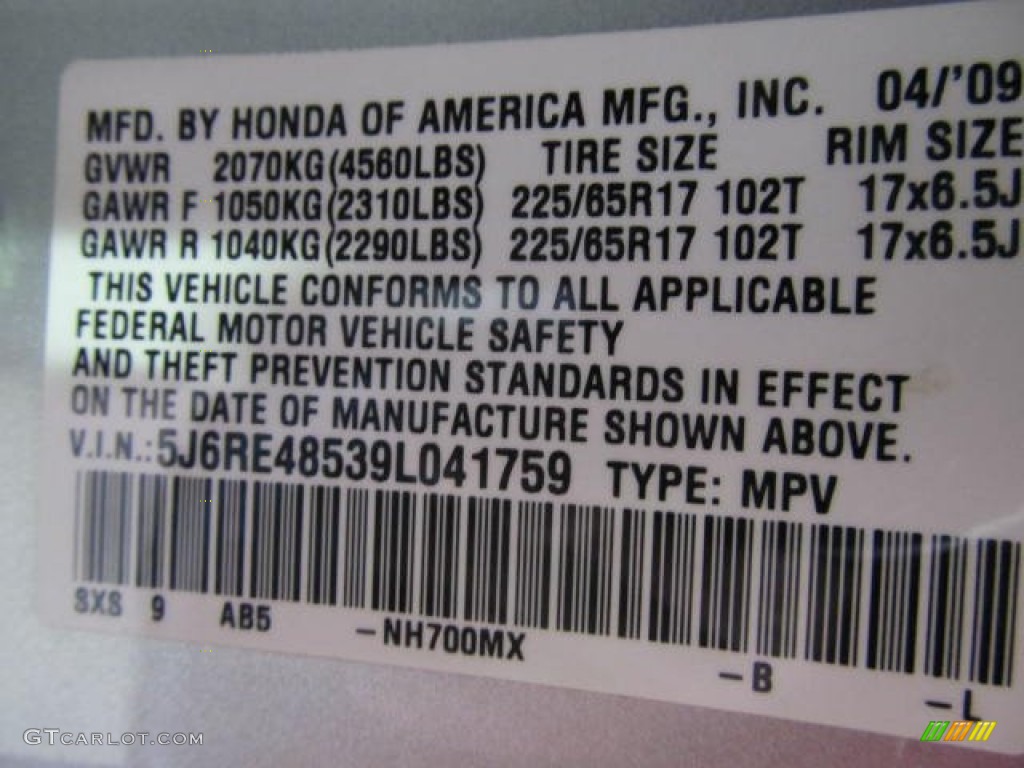 MFD. BY HONDA OF AMERICA MFG., INC. 04/'09
GVWR 2070KG(4560LBS) TIRE SIZE RIM SIZE
GAWR F 1050KG(2310LBS) 225/65R17 102T 17x6.5J
GAWR R 1040KG(2290LBS) 225/65R17 102T 17x6.5J
THIS VEHICLE CONFORMS TO ALL APPLICABLE
FEDERAL MOTOR VEHICLE SAFETY
AND THEFT PREVENTION STANDARDS IN EFFECT
ON THE DATE OF MANUFACTURE SHOWN ABOVE.
V.I.N.: 5J6RE48539L041759 TYPE: MPV
SXS 9 AB5 -NH700MX -B -L
GTCARLOT.COM